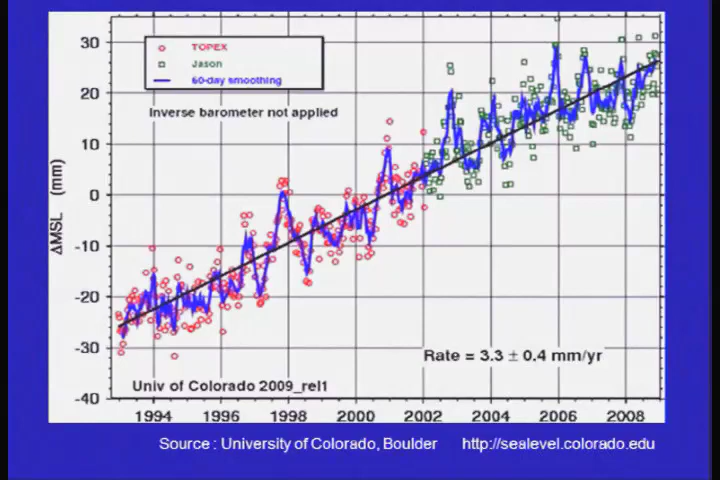 TOPEX
Jason
60-day smoothing
Inverse barometer not applied
30
20
10
0
-10
-20
-30
-40
ΔMSL (mm)
Rate = 3.3 ± 0.4 mm/yr
Univ of Colorado 2009_rel1
1994 1996 1998 2000 2002 2004 2006 2008
Source : University of Colorado, Boulder http://sealevel.colorado.edu